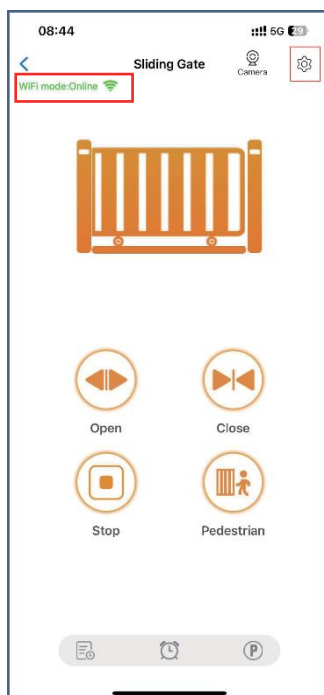 08:44
5G 29
Sliding Gate
Camera
WiFi mode:Online
Open
Close
Stop
Pedestrian
P